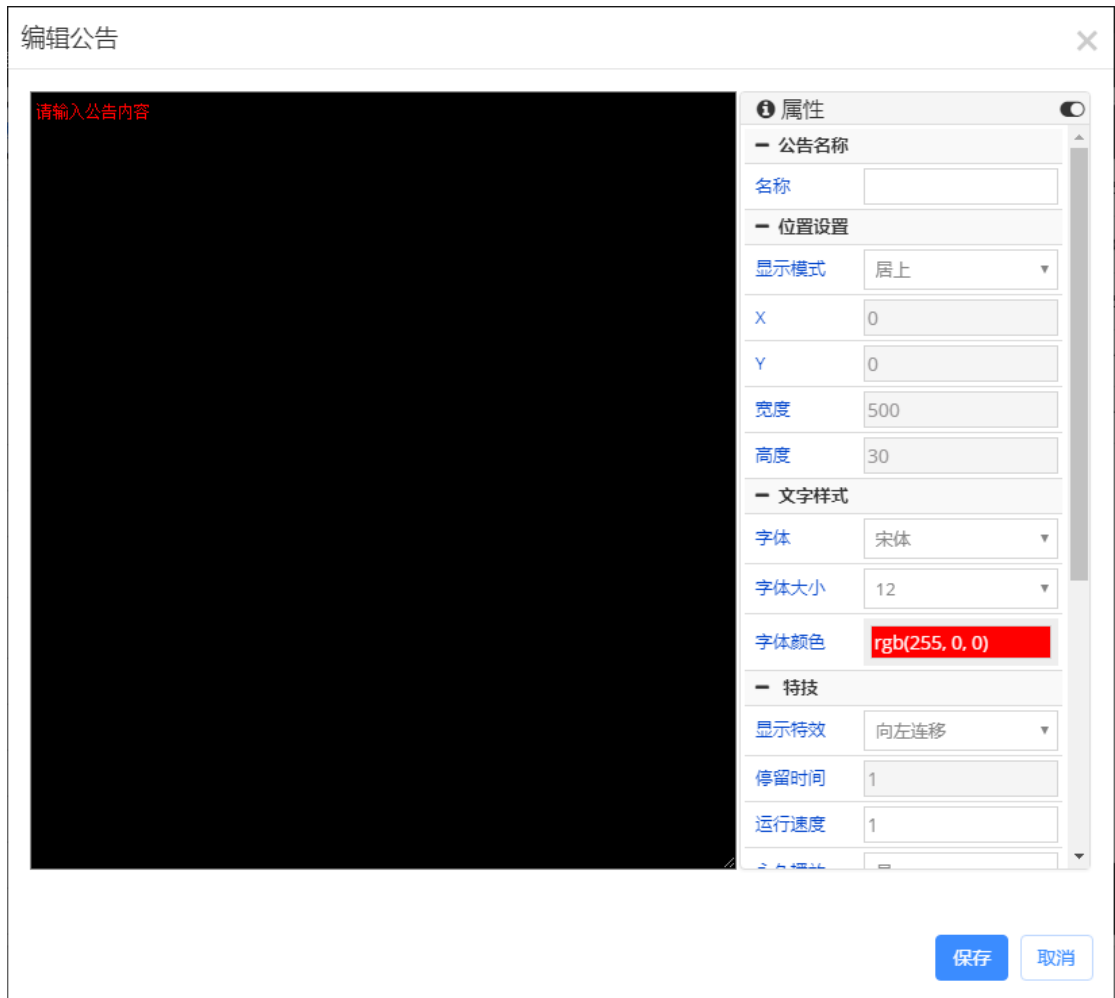 编辑公告
请输入公告内容
属性
公告名称
名称
位置设置
显示模式 居上
X 0
Y 0
宽度 500
高度 30
文字样式
字体 宋体
字体大小 12
字体颜色 rgb(255, 0, 0)
特技
显示特效 向左连移
停留时间 1
运行速度 1
保存 取消